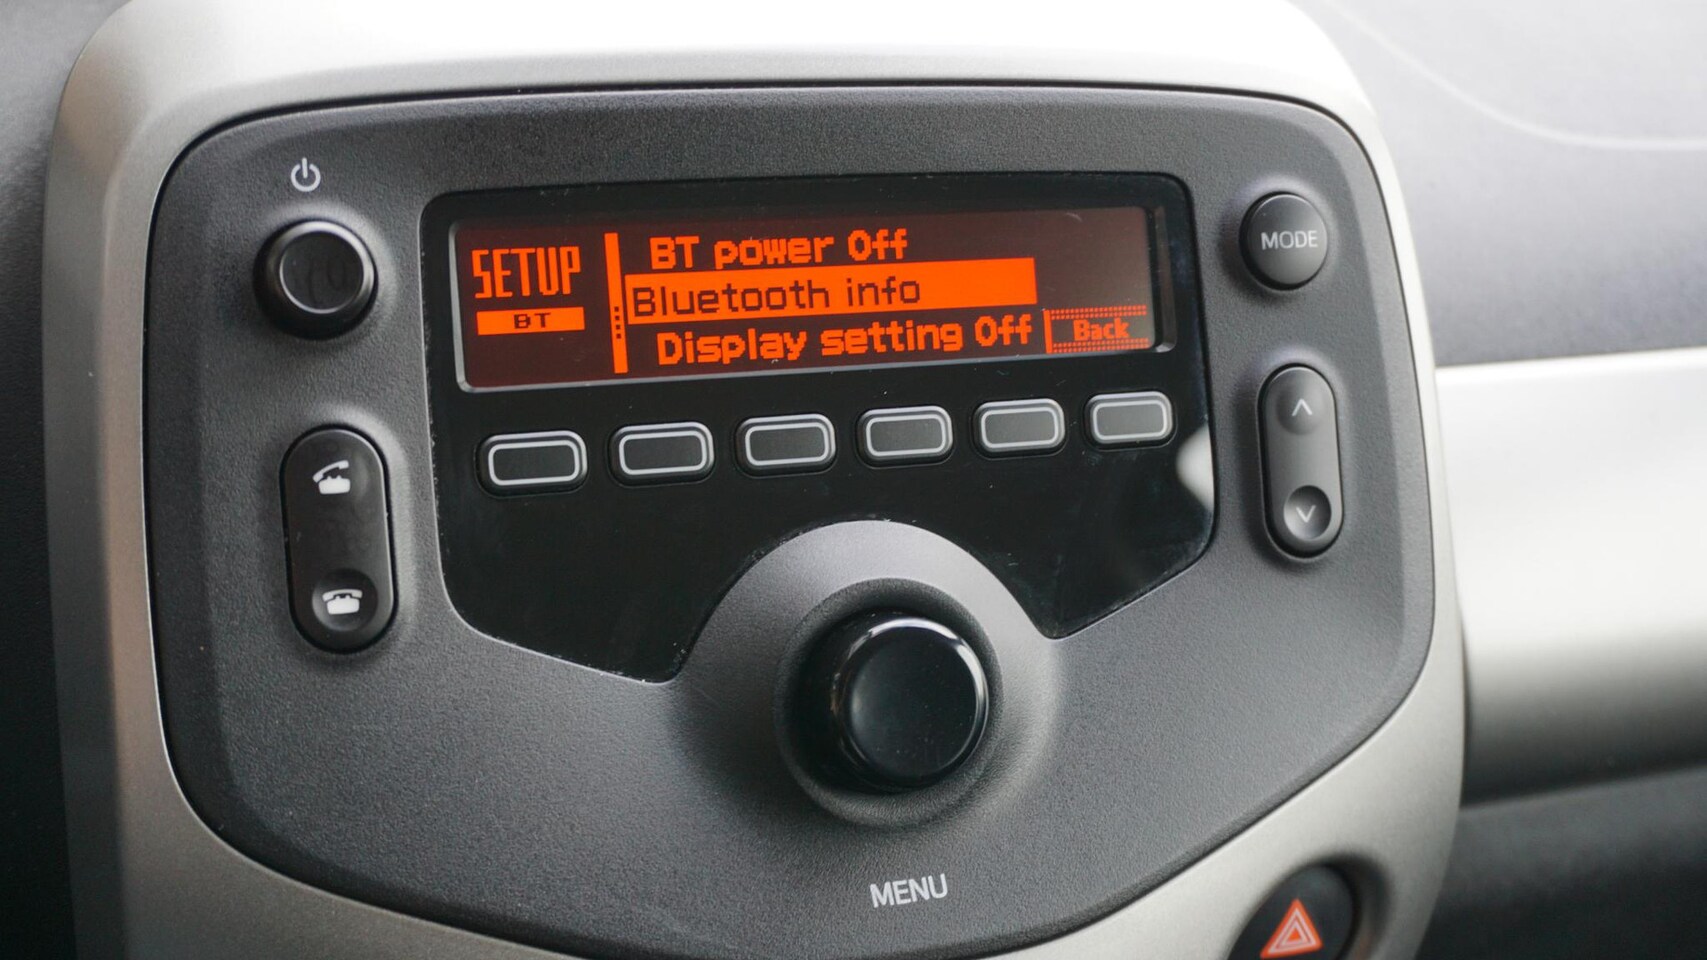 SETUP
BT
BT power Off
Bluetooth info
Display setting Off
Back
MODE
MENU